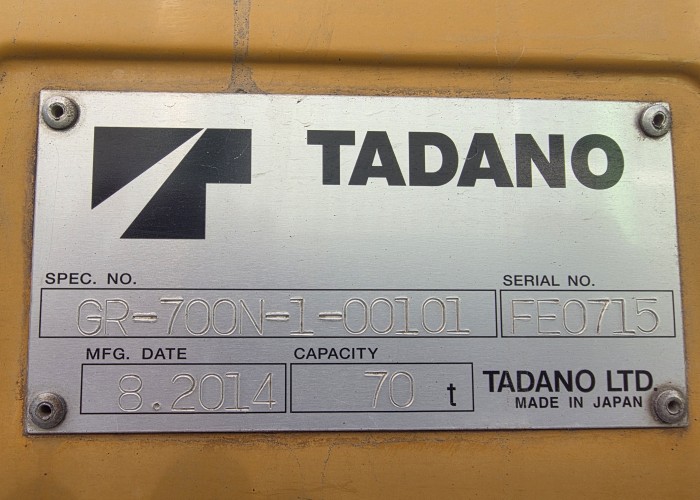 TADANO
SPEC. NO. SERIAL NO.
GR-700N-1-00101 FE0715
MFG. DATE CAPACITY
8.2014 70 t TADANO LTD.
MADE IN JAPAN